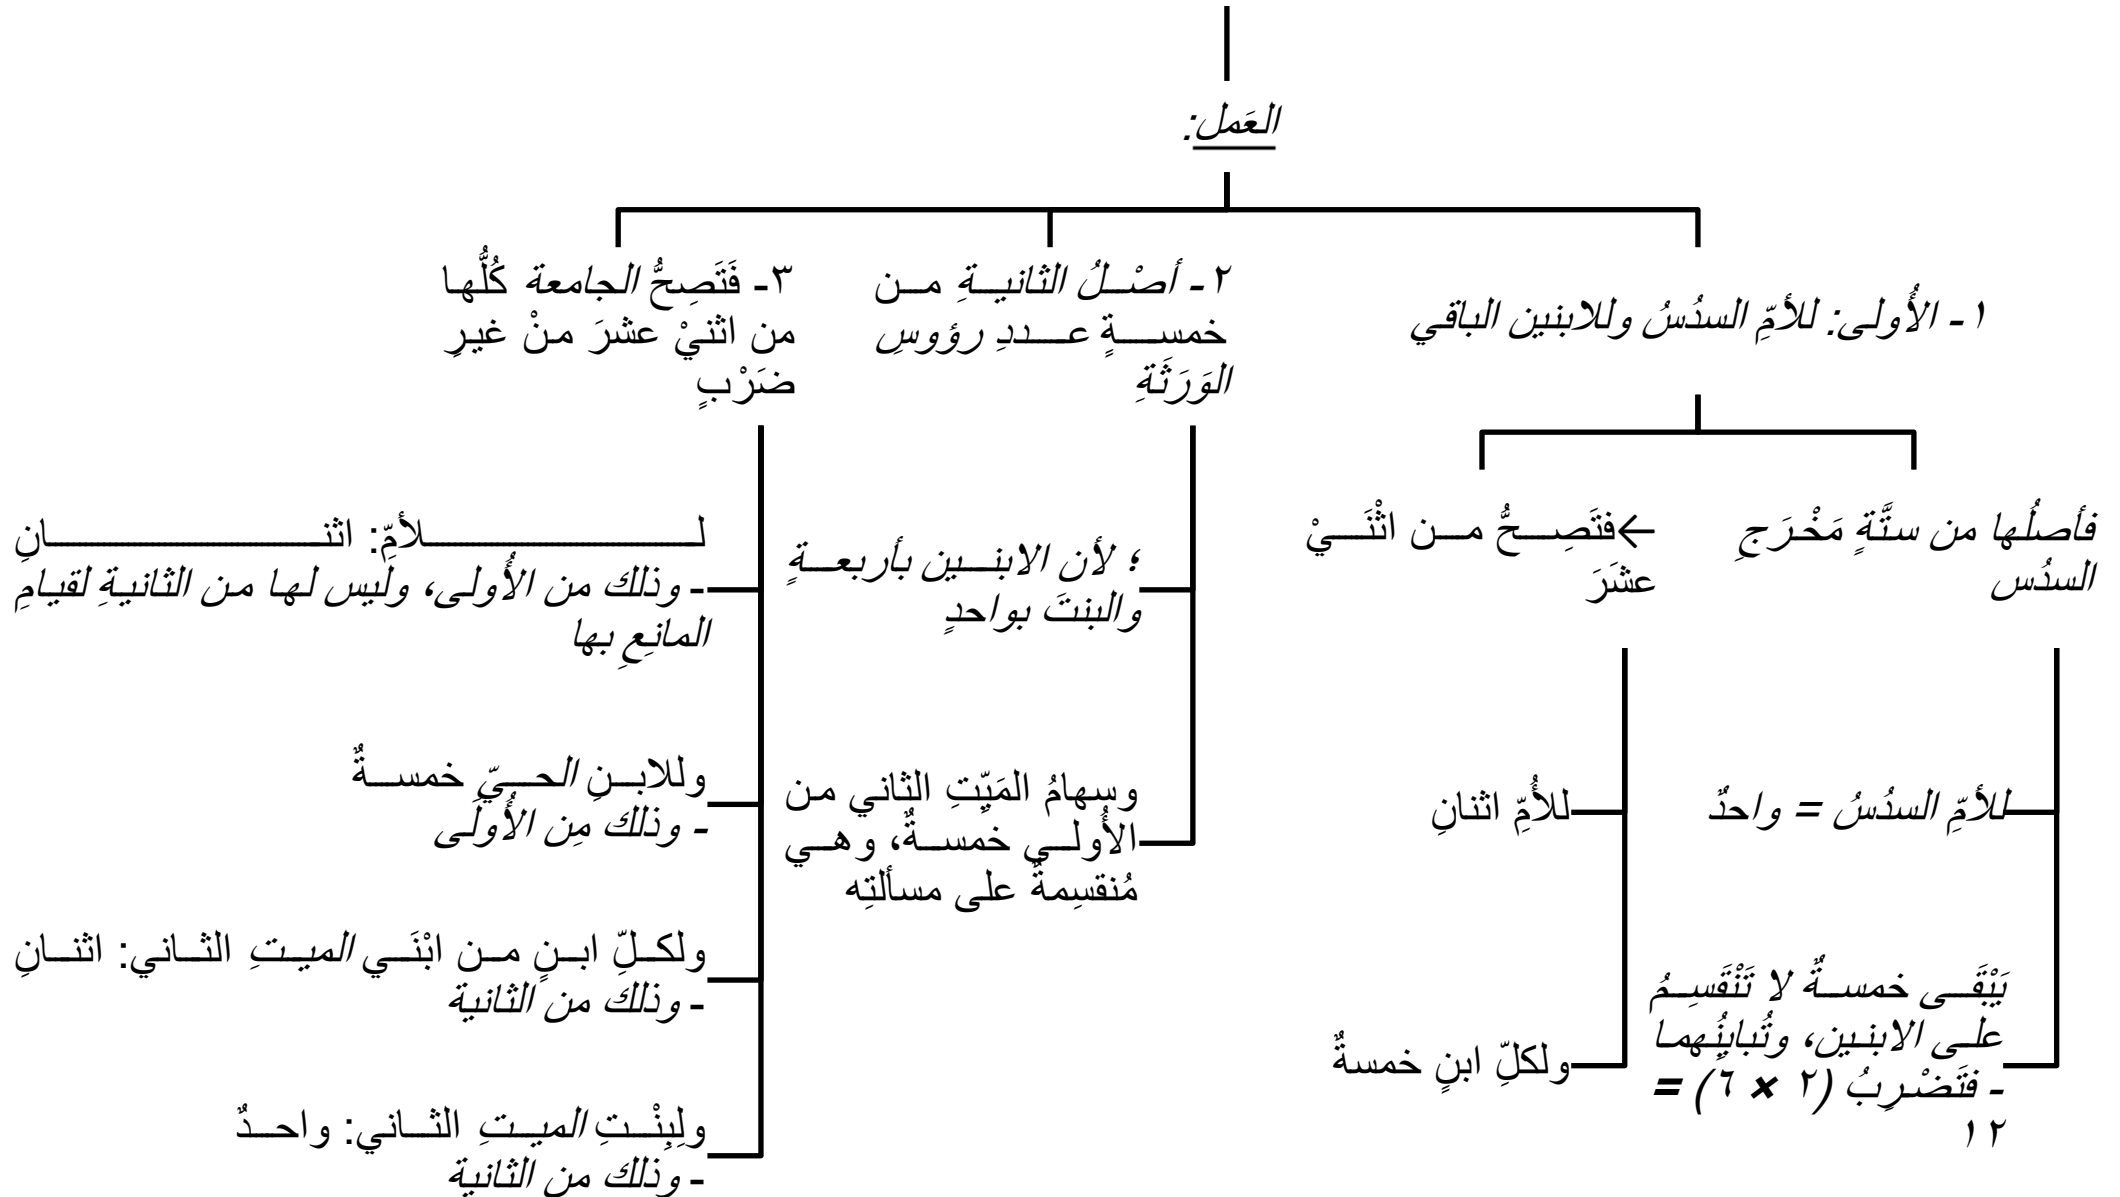 العَمل:
١- الأُولى: للأمِّ السدُسُ وللابنين الباقي
فأصلُها من ستَّةٍ مَخْرَجِ
السدُس
للأمِّ السدُسُ = واحدٌ
يَبْقَى خمسةٌ لا تَنْقَسِمُ
على الابنين، وتُبايِنُهما
- فتَضْرِبُ (٢ × ٦) =
١٢
←فتَصِحُّ من اثْنَيْ
عشَرَ
للأُمِّ اثنانِ
ولكلِّ ابنٍ خمسةٌ
٢- أصْلُ الثانيةِ من
خمسةٍ عددِ رؤوسِ
الوَرَثَةِ
؛ لأن الابنين بأربعةٍ
والبنتَ بواحدٍ
وسهامُ المَيِّتِ الثاني من
الأُولى خمسةٌ، وهي
مُنقسِمةٌ على مسألتِه
٣- فَتَصِحُّ الجامعة كُلُّها
من اثنيْ عشرَ منْ غيرِ
ضَرْبٍ
للأمِّ: اثنانِ
- وذلك من الأُولى، وليس لها من الثانيةِ لقيامِ
المانِعِ بها
وللابنِ الحيِّ خمسةٌ
- وذلك مِن الأُولَى
ولكلِّ ابنٍ من ابْنَي الميتِ الثاني: اثنانِ
- وذلك من الثانية
ولِبِنْتِ الميتِ الثاني: واحدٌ
- وذلك من الثانية